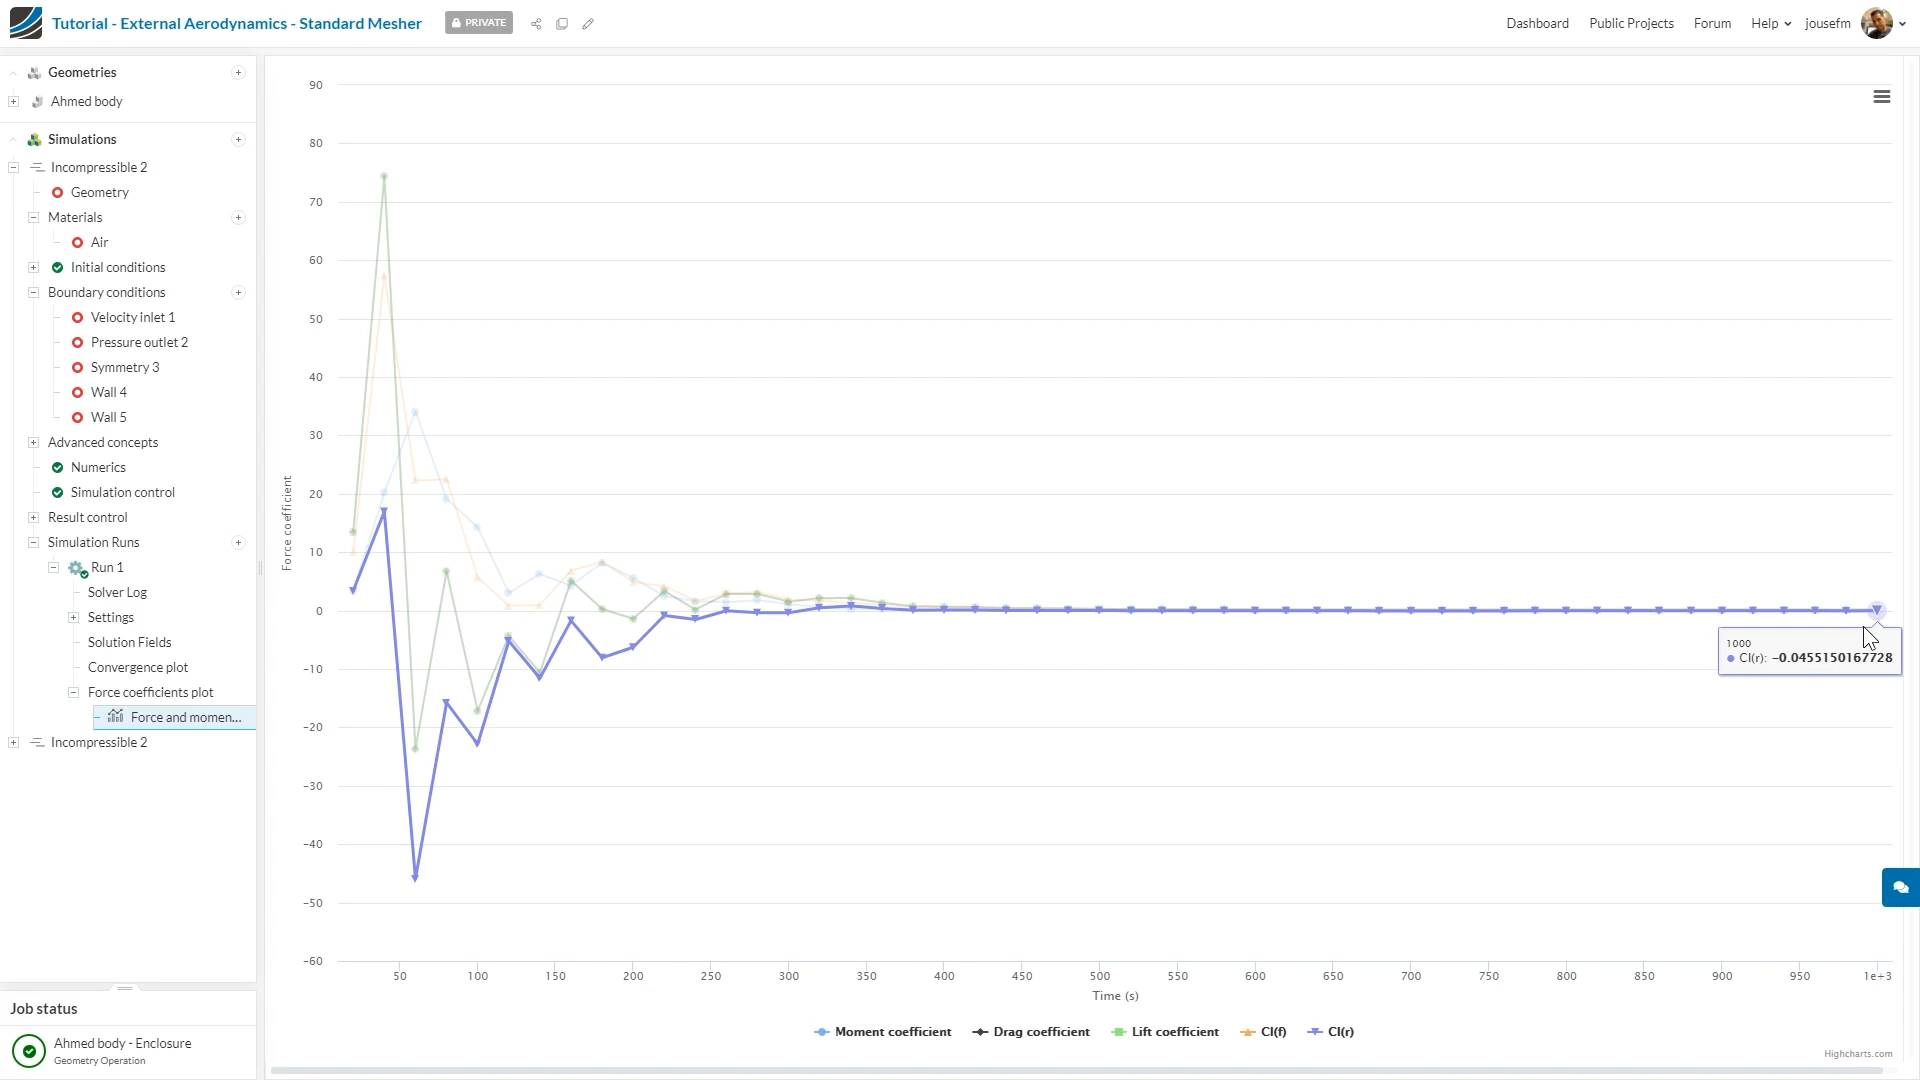 Tutorial - External Aerodynamics - Standard Mesher
PRIVATE
Dashboard
Public Projects
Forum
Help
jousefm
Geometries
Ahmed body
Simulations
Incompressible 2
Geometry
Materials
Air
Initial conditions
Boundary conditions
Velocity inlet 1
Pressure outlet 2
Symmetry 3
Wall 4
Wall 5
Advanced concepts
Numerics
Simulation control
Result control
Simulation Runs
Run 1
Solver Log
Settings
Solution Fields
Convergence plot
Force coefficients plot
Force and momen...
Incompressible 2
Job status
Ahmed body - Enclosure
Geometry Operation
Force coefficient
90
80
70
60
50
40
30
20
10
0
−10
−20
−30
−40
−50
−60
1000
Cl(r): −0.0455150167728
50 100 150 200 250 300 350 400 450 500 550 600 650 700 750 800 850 900 950 1e+3
Time (s)
Moment coefficient Drag coefficient Lift coefficient Cl(f) Cl(r)
Highcharts.com